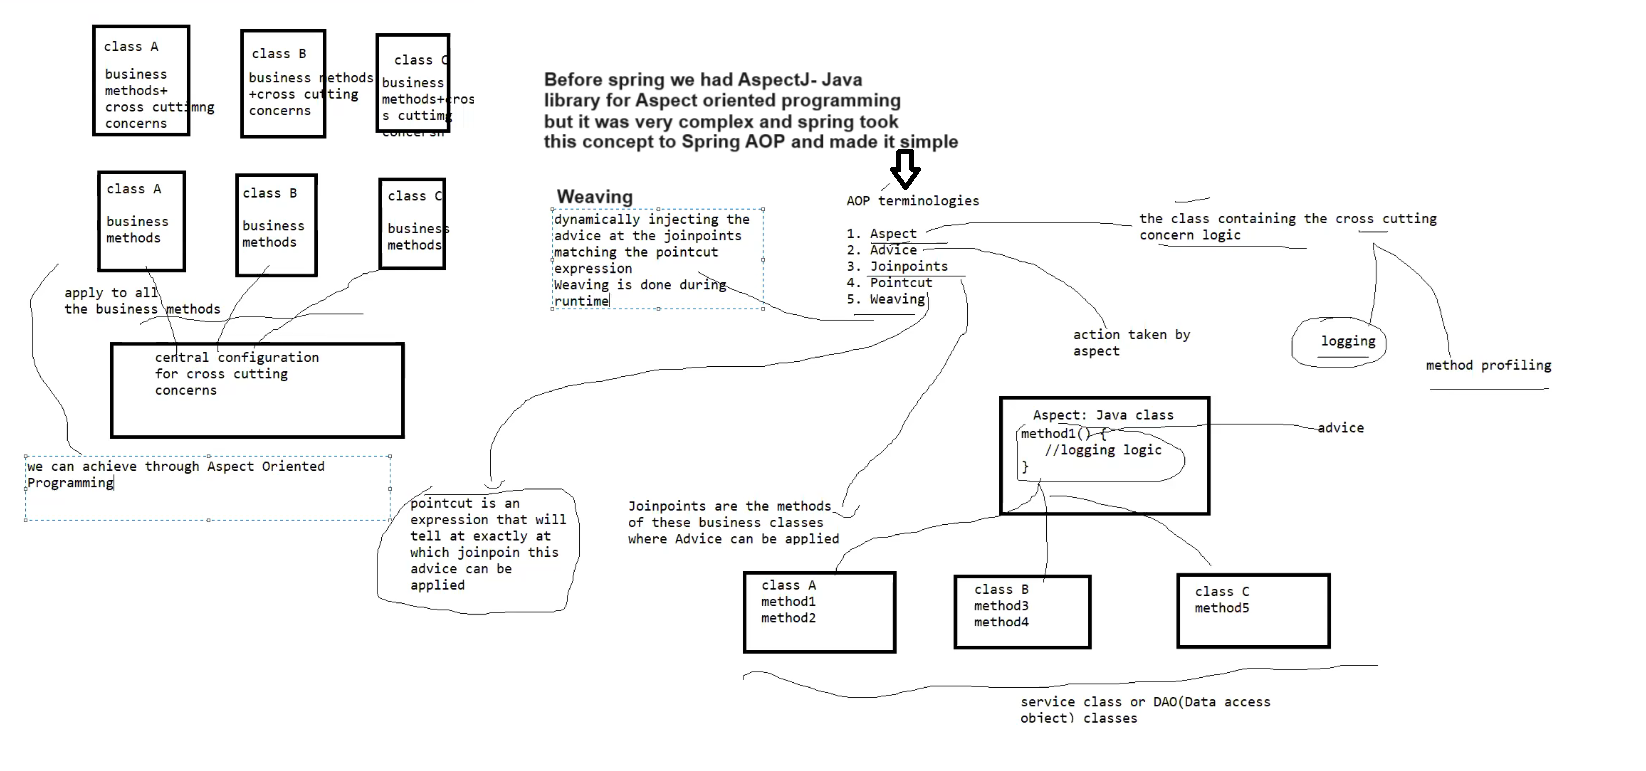 class A
business
methods+
cross cuttimng
concerns
class B
business methods
+cross cutting
concerns
class C
business
methods+cros
s cuttimg
concersn
class A
business
methods
class B
business
methods
class C
business
methods
apply to all
the business methods
central configuration
for cross cutting
concerns
we can achieve through Aspect Oriented
Programming
Before spring we had AspectJ- Java
library for Aspect oriented programming
but it was very complex and spring took
this concept to Spring AOP and made it simple
Weaving
dynamically injecting the
advice at the joinpoints
matching the pointcut
expression
Weaving is done during
runtime
AOP terminologies
1. Aspect
2. Advice
3. Joinpoints
4. Pointcut
5. Weaving
the class containing the cross cutting
concern logic
action taken by
aspect
logging
method profiling
Aspect: Java class
method1() {
//logging logic
}
advice
pointcut is an
expression that will
tell at exactly at
which joinpoin this
advice can be
applied
Joinpoints are the methods
of these business classes
where Advice can be applied
class A
method1
method2
class B
method3
method4
class C
method5
service class or DAO(Data access
object) classes